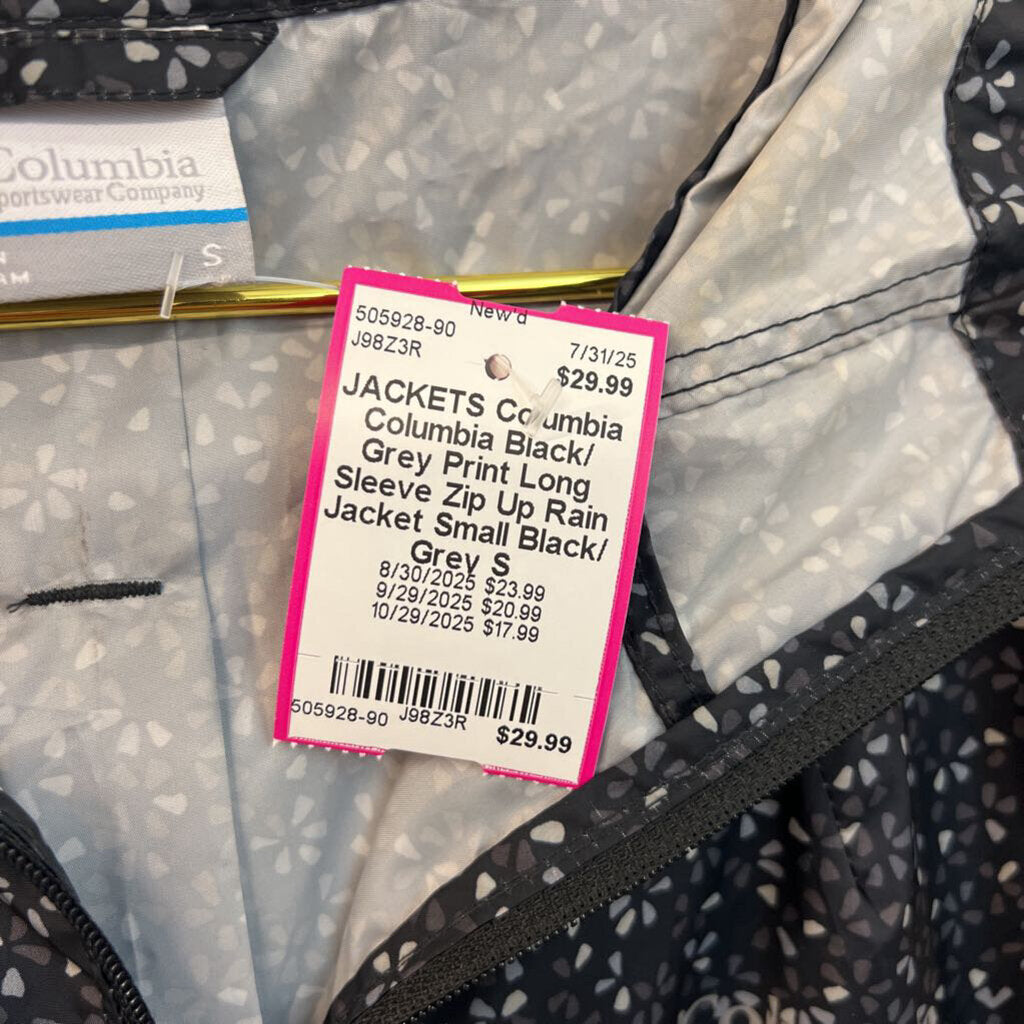 Columbia
portswear Company
S
RM
New'd
505928-90
J98Z3R
7/31/25
$29.99
JACKETS Columbia
Columbia Black/
Grey Print Long
Sleeve Zip Up Rain
Jacket Small Black/
Grey S
8/30/2025 $23.99
9/29/2025 $20.99
10/29/2025 $17.99
505928-90 J98Z3R
$29.99